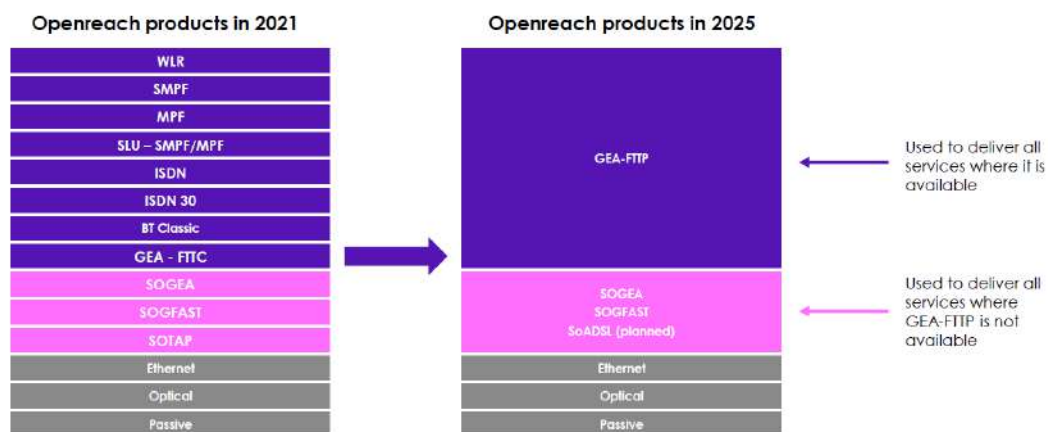 Openreach products in 2021
WLR
SMPF
MPF
SLU – SMPF/MPF
ISDN
ISDN 30
BT Classic
GEA - FTTC
SOGEA
SOGFAST
SOTAP
Ethernet
Optical
Passive
Openreach products in 2025
GEA-FTTP
SOGEA
SOGFAST
SoADSL (planned)
Ethernet
Optical
Passive
Used to deliver all
services where it is
available
Used to deliver all
services where
GEA-FTTP is not
available